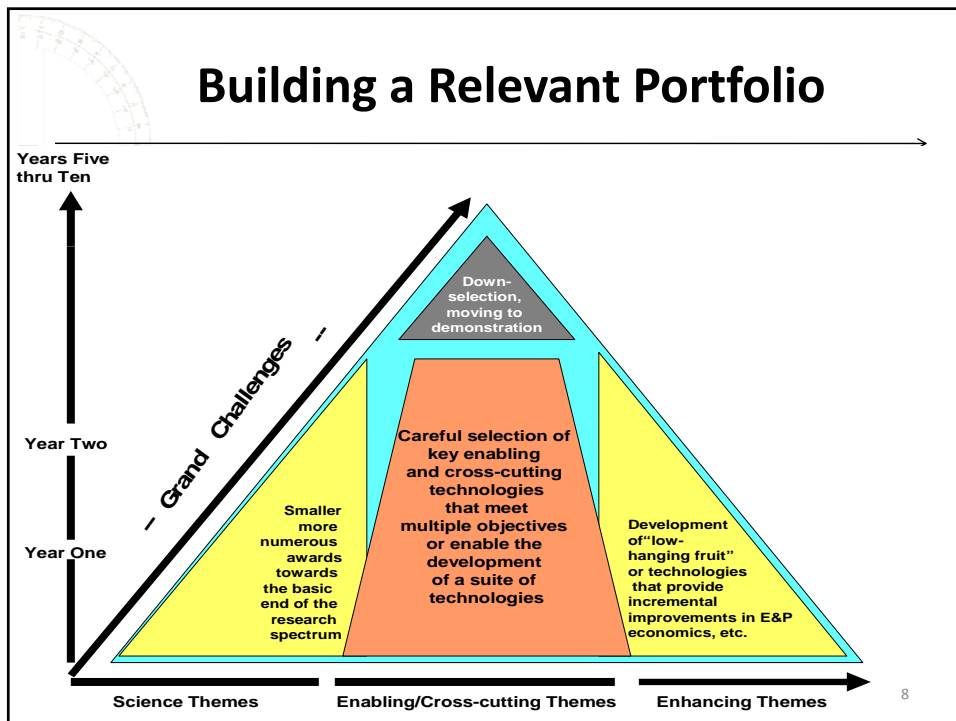 Building a Relevant Portfolio
Years Five
thru Ten
Year Two
Year One
– Grand Challenges --
Down-
selection,
moving to
demonstration
Smaller
more
numerous
awards
towards
the basic
end of the
research
spectrum
Careful selection of
key enabling
and cross-cutting
technologies
that meet
multiple objectives
or enable the
development
of a suite of
technologies
Development
of“low-
hanging fruit”
or technologies
that provide
incremental
improvements in E&P
economics, etc.
Science Themes
Enabling/Cross-cutting Themes
Enhancing Themes
8